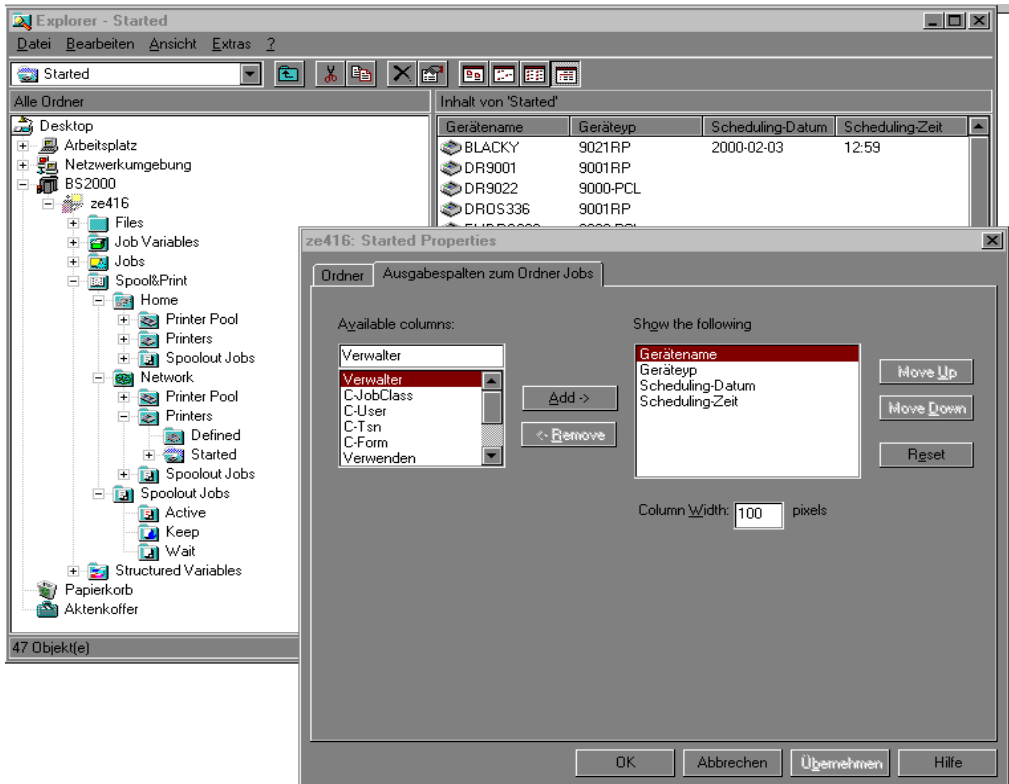 Explorer - Started
Datei Bearbeiten Ansicht Extras ?
Started
Alle Ordner
Inhalt von 'Started'
Desktop
Arbeitsplatz
Netzwerkumgebung
BS2000
ze416
Files
Job Variables
Jobs
Spool&Print
Home
Printer Pool
Printers
Spoolout Jobs
Network
Printer Pool
Printers
Defined
Started
Spoolout Jobs
Spoolout Jobs
Active
Keep
Wait
Structured Variables
Papierkorb
Aktenkoffer
47 Objekt(e)
Gerätename Geräteyp Scheduling-Datum Scheduling-Zeit
BLACKY 9021RP 2000-02-03 12:59
DR9001 9001RP
DR9022 9000-PCL
DROS336 9001RP
ze416: Started Properties
Ordner Ausgabespalten zum Ordner Jobs
Available columns:
Verwalter
Verwalter
C-JobClass
C-User
C-Tsn
C-Form
Verwenden
Add ->
<- Remove
Show the following
Gerätename
Geräteyp
Scheduling-Datum
Scheduling-Zeit
Move Up
Move Down
Reset
Column Width: 100 pixels
OK Abbrechen Übernehmen Hilfe